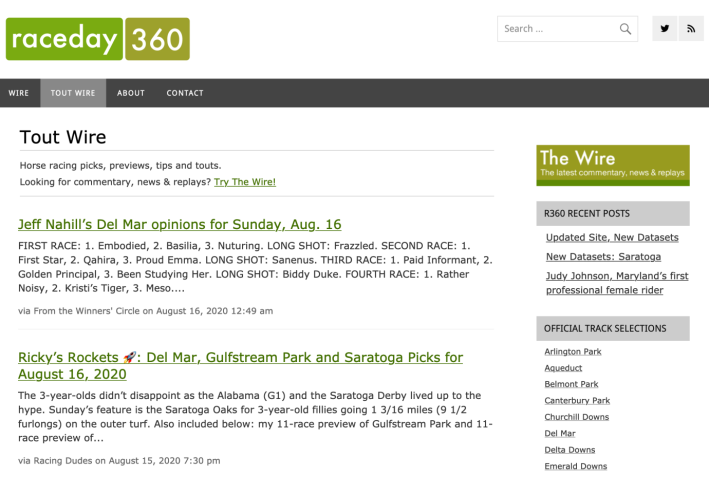 raceday 360
Search ...
WIRE TOUT WIRE ABOUT CONTACT
Tout Wire
Horse racing picks, previews, tips and touts.
Looking for commentary, news & replays? Try The Wire!
Jeff Nahill’s Del Mar opinions for Sunday, Aug. 16
FIRST RACE: 1. Embodied, 2. Basilia, 3. Nuturing. LONG SHOT: Frazzled. SECOND RACE: 1.
First Star, 2. Qahira, 3. Proud Emma. LONG SHOT: Sanenus. THIRD RACE: 1. Paid Informant, 2.
Golden Principal, 3. Been Studying Her. LONG SHOT: Biddy Duke. FOURTH RACE: 1. Rather
Noisy, 2. Kristi’s Tiger, 3. Meso....
via From the Winners' Circle on August 16, 2020 12:49 am
Ricky’s Rockets 🚀: Del Mar, Gulfstream Park and Saratoga Picks for
August 16, 2020
The 3-year-olds didn’t disappoint as the Alabama (G1) and the Saratoga Derby lived up to the
hype. Sunday’s feature is the Saratoga Oaks for 3-year-old fillies going 1 3/16 miles (9 1/2
furlongs) on the outer turf. Also included below: my 11-race preview of Gulfstream Park and 11-
race preview of...
via Racing Dudes on August 15, 2020 7:30 pm
The Wire
The latest commentary, news & replays
R360 RECENT POSTS
Updated Site, New Datasets
New Datasets: Saratoga
Judy Johnson, Maryland’s first
professional female rider
OFFICIAL TRACK SELECTIONS
Arlington Park
Aqueduct
Belmont Park
Canterbury Park
Churchill Downs
Del Mar
Delta Downs
Emerald Downs